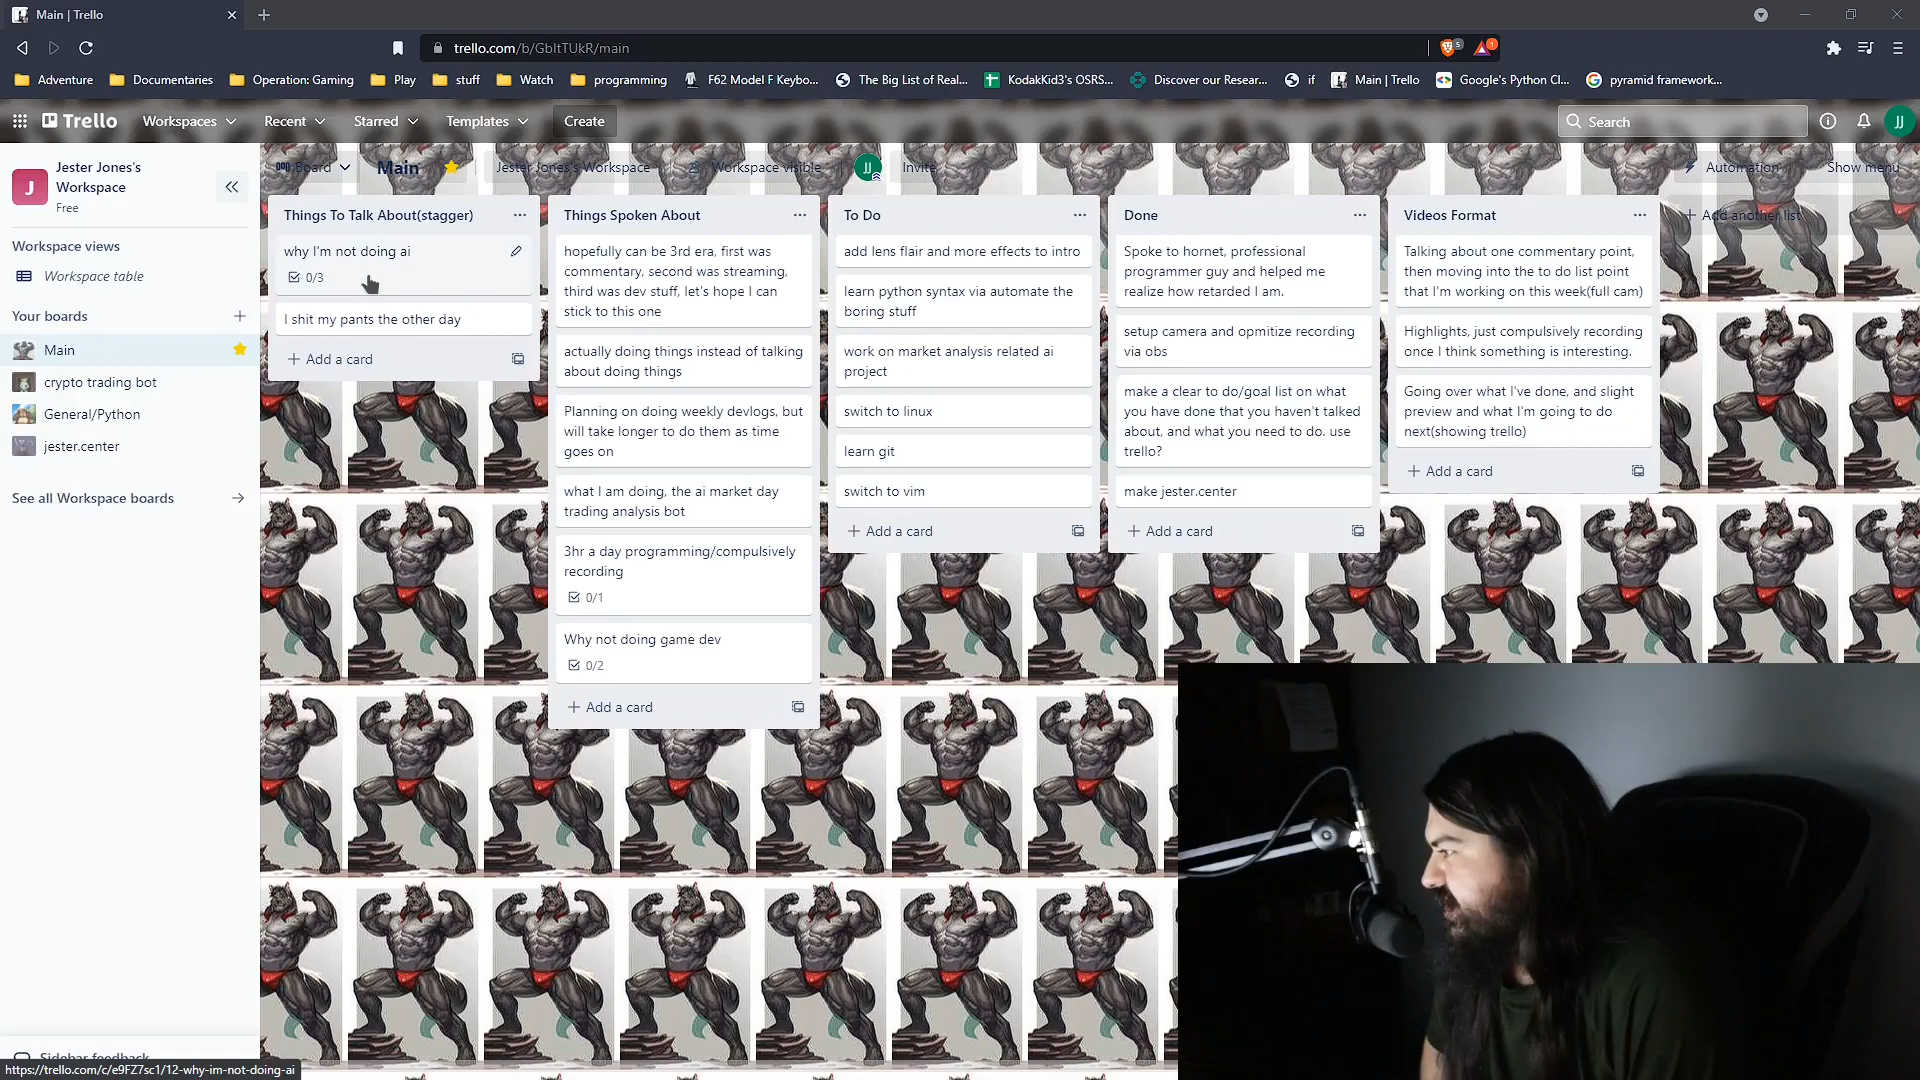 Main | Trello
trello.com/b/GbItTUkR/main
5
1
Adventure
Documentaries
Operation: Gaming
Play
stuff
Watch
programming
F62 Model F Keybo...
The Big List of Real...
KodakKid3's OSRS...
Discover our Resear...
if
Main | Trello
Google's Python Cl...
pyramid framework...
Trello
Workspaces
Recent
Starred
Templates
Create
Search
JJ
J
Jester Jones's
Workspace
Free
Workspace views
Workspace table
Your boards
Main
crypto trading bot
General/Python
jester.center
See all Workspace boards
Sidebar feedback
https://trello.com/c/e9FZ7sc1/12-why-im-not-doing-ai
Board
Main
Jester Jones's Workspace
Workspace visible
JJ
Invite
Automation
Show menu
Things To Talk About(stagger)
why I'm not doing ai
0/3
I shit my pants the other day
Add a card
Things Spoken About
hopefully can be 3rd era, first was
commentary, second was streaming,
third was dev stuff, let's hope I can
stick to this one
actually doing things instead of talking
about doing things
Planning on doing weekly devlogs, but
will take longer to do them as time
goes on
what I am doing, the ai market day
trading analysis bot
3hr a day programming/compulsively
recording
0/1
Why not doing game dev
0/2
Add a card
To Do
add lens flair and more effects to intro
learn python syntax via automate the
boring stuff
work on market analysis related ai
project
switch to linux
learn git
switch to vim
Add a card
Done
Spoke to hornet, professional
programmer guy and helped me
realize how retarded I am.
setup camera and opmitize recording
via obs
make a clear to do/goal list on what
you have done that you haven't talked
about, and what you need to do. use
trello?
make jester.center
Add a card
Videos Format
Talking about one commentary point,
then moving into the to do list point
that I'm working on this week(full cam)
Highlights, just compulsively recording
once I think something is interesting.
Going over what I've done, and slight
preview and what I'm going to do
next(showing trello)
Add a card
Add another list